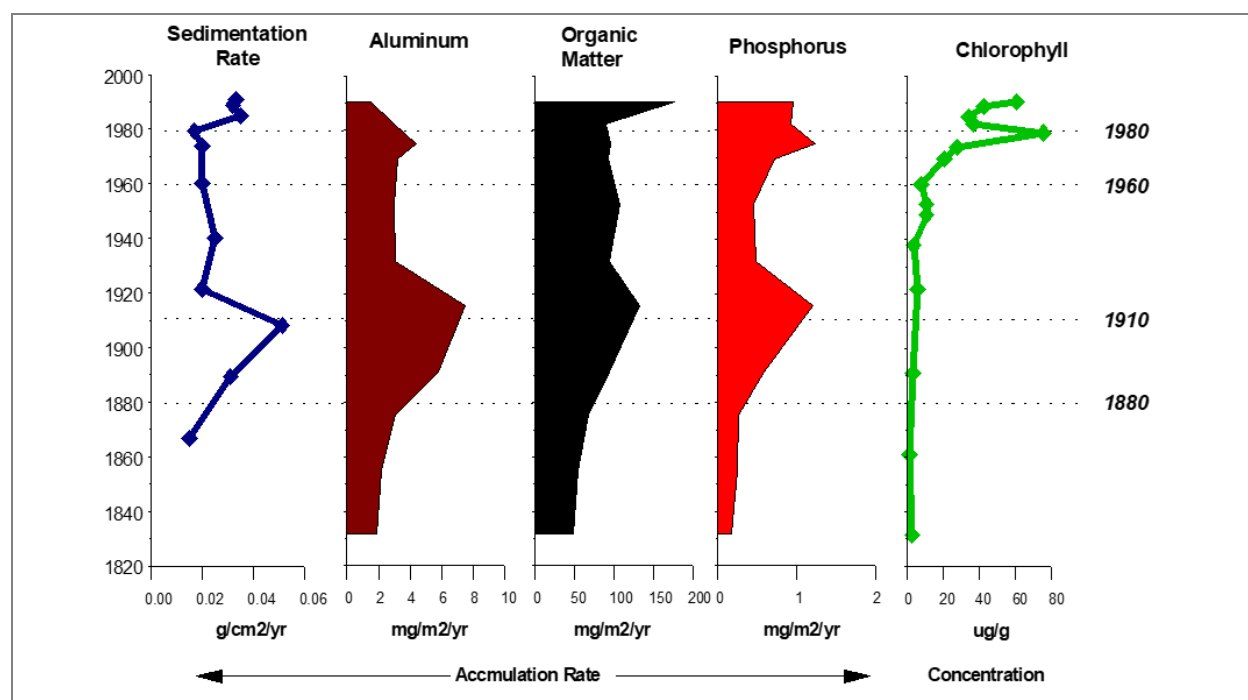 Sedimentation
Rate
Aluminum
Organic
Matter
Phosphorus
Chlorophyll
2000
1980
1960
1940
1920
1900
1880
1860
1840
1820
1980
1960
1910
1880
0.00 0.02 0.04 0.06
0 2 4 6 8 10
0 50 100 150 200
0 1 2
0 20 40 60 80
g/cm2/yr
mg/m2/yr
mg/m2/yr
mg/m2/yr
ug/g
Accmulation Rate
Concentration